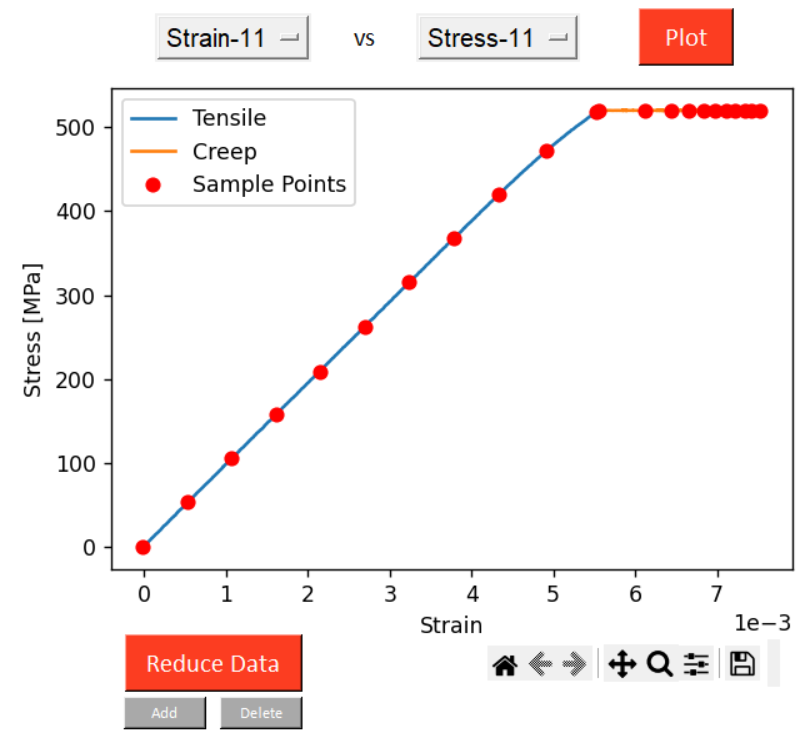 Strain-11 vs Stress-11 Plot
Tensile
Creep
Sample Points
500
400
300
200
100
0
Stress [MPa]
0 1 2 3 4 5 6 7
Strain
1e−3
Reduce Data
Add Delete